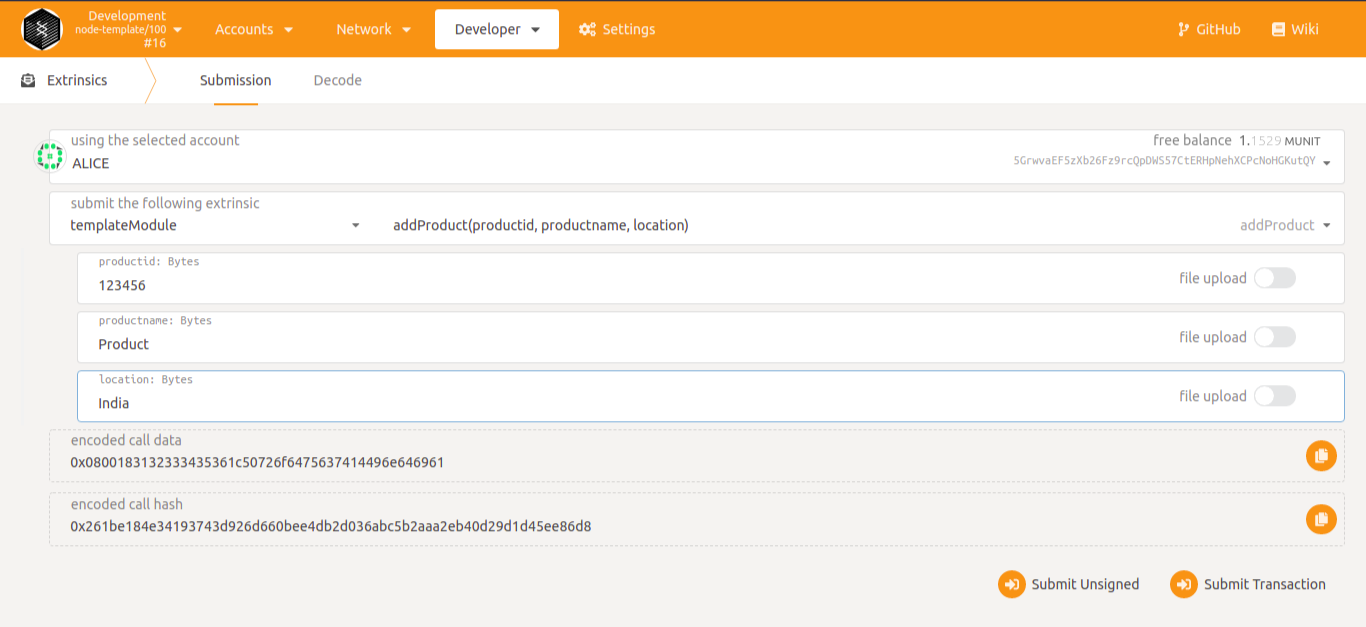 Development
node-template/100
#16
Accounts
Network
Developer
Settings
GitHub
Wiki
Extrinsics
Submission
Decode
using the selected account
ALICE
free balance 1.1529 MUNIT
5GrwvaEF5zXb26Fz9rcQpDWS57CtERHpNehXCPcNoHGKutQY
submit the following extrinsic
templateModule
addProduct(productid, productname, location)
addProduct
productid: Bytes
123456
file upload
productname: Bytes
Product
file upload
location: Bytes
India
file upload
encoded call data
0x0800183132333435361c50726f6475637414496e646961
encoded call hash
0x261be184e34193743d926d660bee4db2d036abc5b2aaa2eb40d29d1d45ee86d8
Submit Unsigned
Submit Transaction